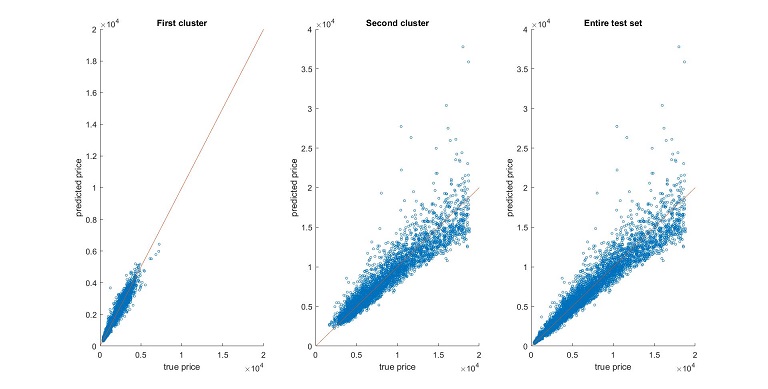 First cluster
×10⁴
2
1.8
1.6
1.4
1.2
1
0.8
0.6
0.4
0.2
0
predicted price
0 0.5 1 1.5 2
true price
×10⁴
Second cluster
×10⁴
4
3.5
3
2.5
2
1.5
1
0.5
0
predicted price
0 0.5 1 1.5 2
true price
×10⁴
Entire test set
×10⁴
4
3.5
3
2.5
2
1.5
1
0.5
0
predicted price
0 0.5 1 1.5 2
true price
×10⁴